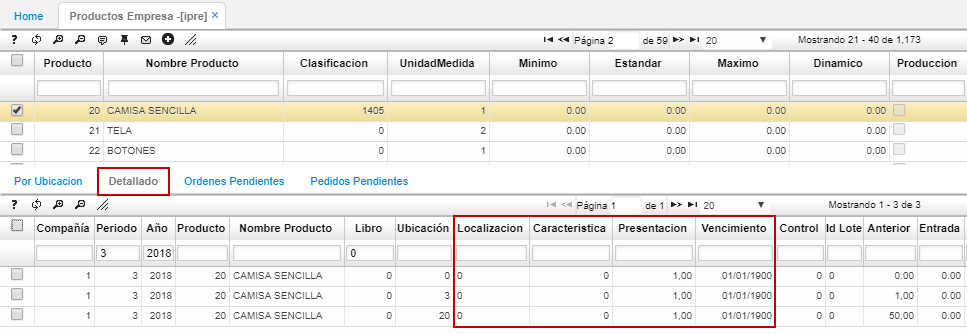 Home Productos Empresa -[ipre] ×
? Página 2 de 59 20 Mostrando 21 - 40 de 1,173
Producto Nombre Producto Clasificacion UnidadMedida Minimo Estandar Maximo Dinamico Produccion
20 CAMISA SENCILLA 1405 1 0.00 0.00 0.00 0.00
21 TELA 0 2 0.00 0.00 0.00 0.00
22 BOTONES 0 1 0.00 0.00 0.00 0.00
Por Ubicacion Detallado Ordenes Pendientes Pedidos Pendientes
? Página 1 de 1 20 Mostrando 1 - 3 de 3
Compañía Periodo Año Producto Nombre Producto Libro Ubicación Localizacion Caracteristica Presentacion Vencimiento Control Id Lote Anterior Entrada
3 2018 0
1 3 2018 20 CAMISA SENCILLA 0 0 0 0 1,00 01/01/1900 0 0 0.00 0.00
1 3 2018 20 CAMISA SENCILLA 0 3 0 0 1,00 01/01/1900 0 0 1,00 0.00
1 3 2018 20 CAMISA SENCILLA 0 20 0 0 1,00 01/01/1900 0 0 50,00 0.00